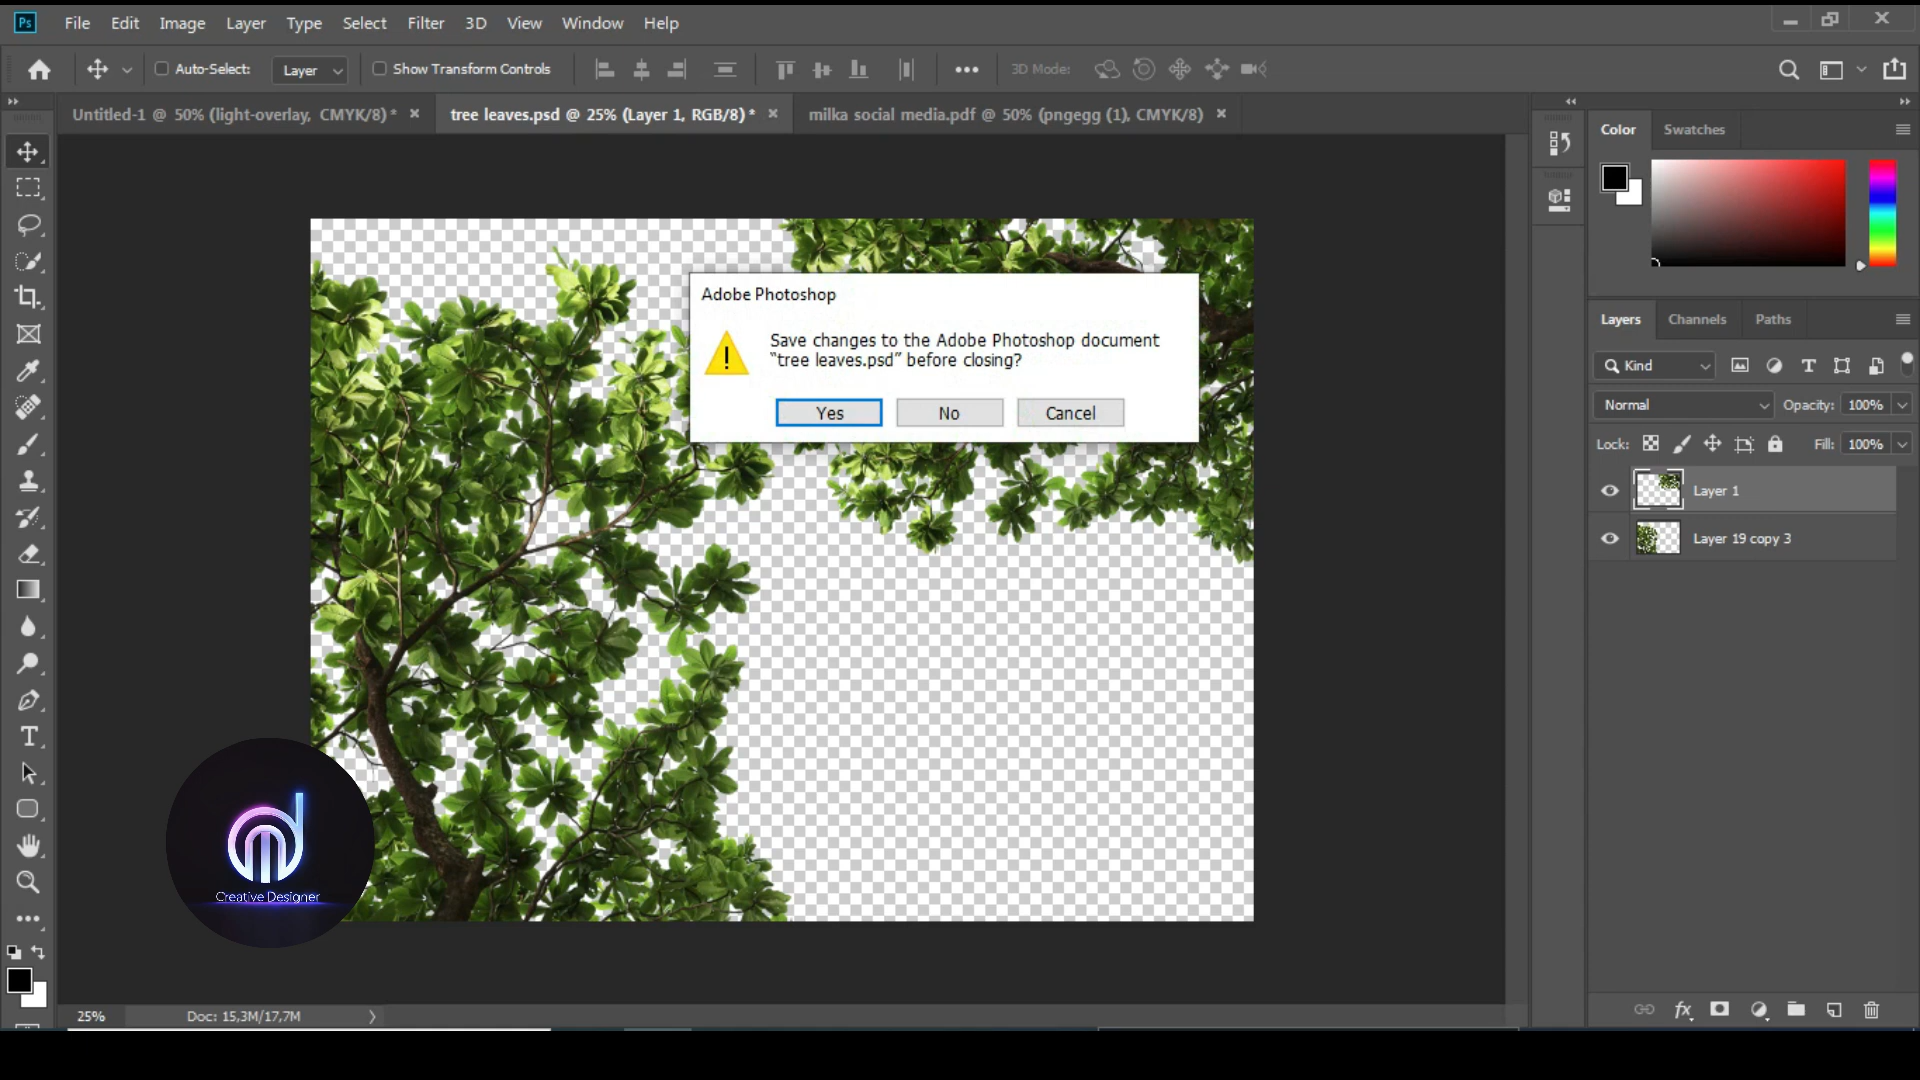 Ps File Edit Image Layer Type Select Filter 3D View Window Help
Auto-Select: Layer Show Transform Controls 3D Mode:
Untitled-1 @ 50% (light-overlay, CMYK/8) * tree leaves.psd @ 25% (Layer 1, RGB/8) * milka social media.pdf @ 50% (pngegg (1), CMYK/8)
Color Swatches
Adobe Photoshop
Save changes to the Adobe Photoshop document
“tree leaves.psd” before closing?
Yes No Cancel
Layers Channels Paths
Kind
Normal Opacity: 100%
Lock: Fill: 100%
Layer 1
Layer 19 copy 3
Creative Designer
25% Doc: 15,3M/17,7M